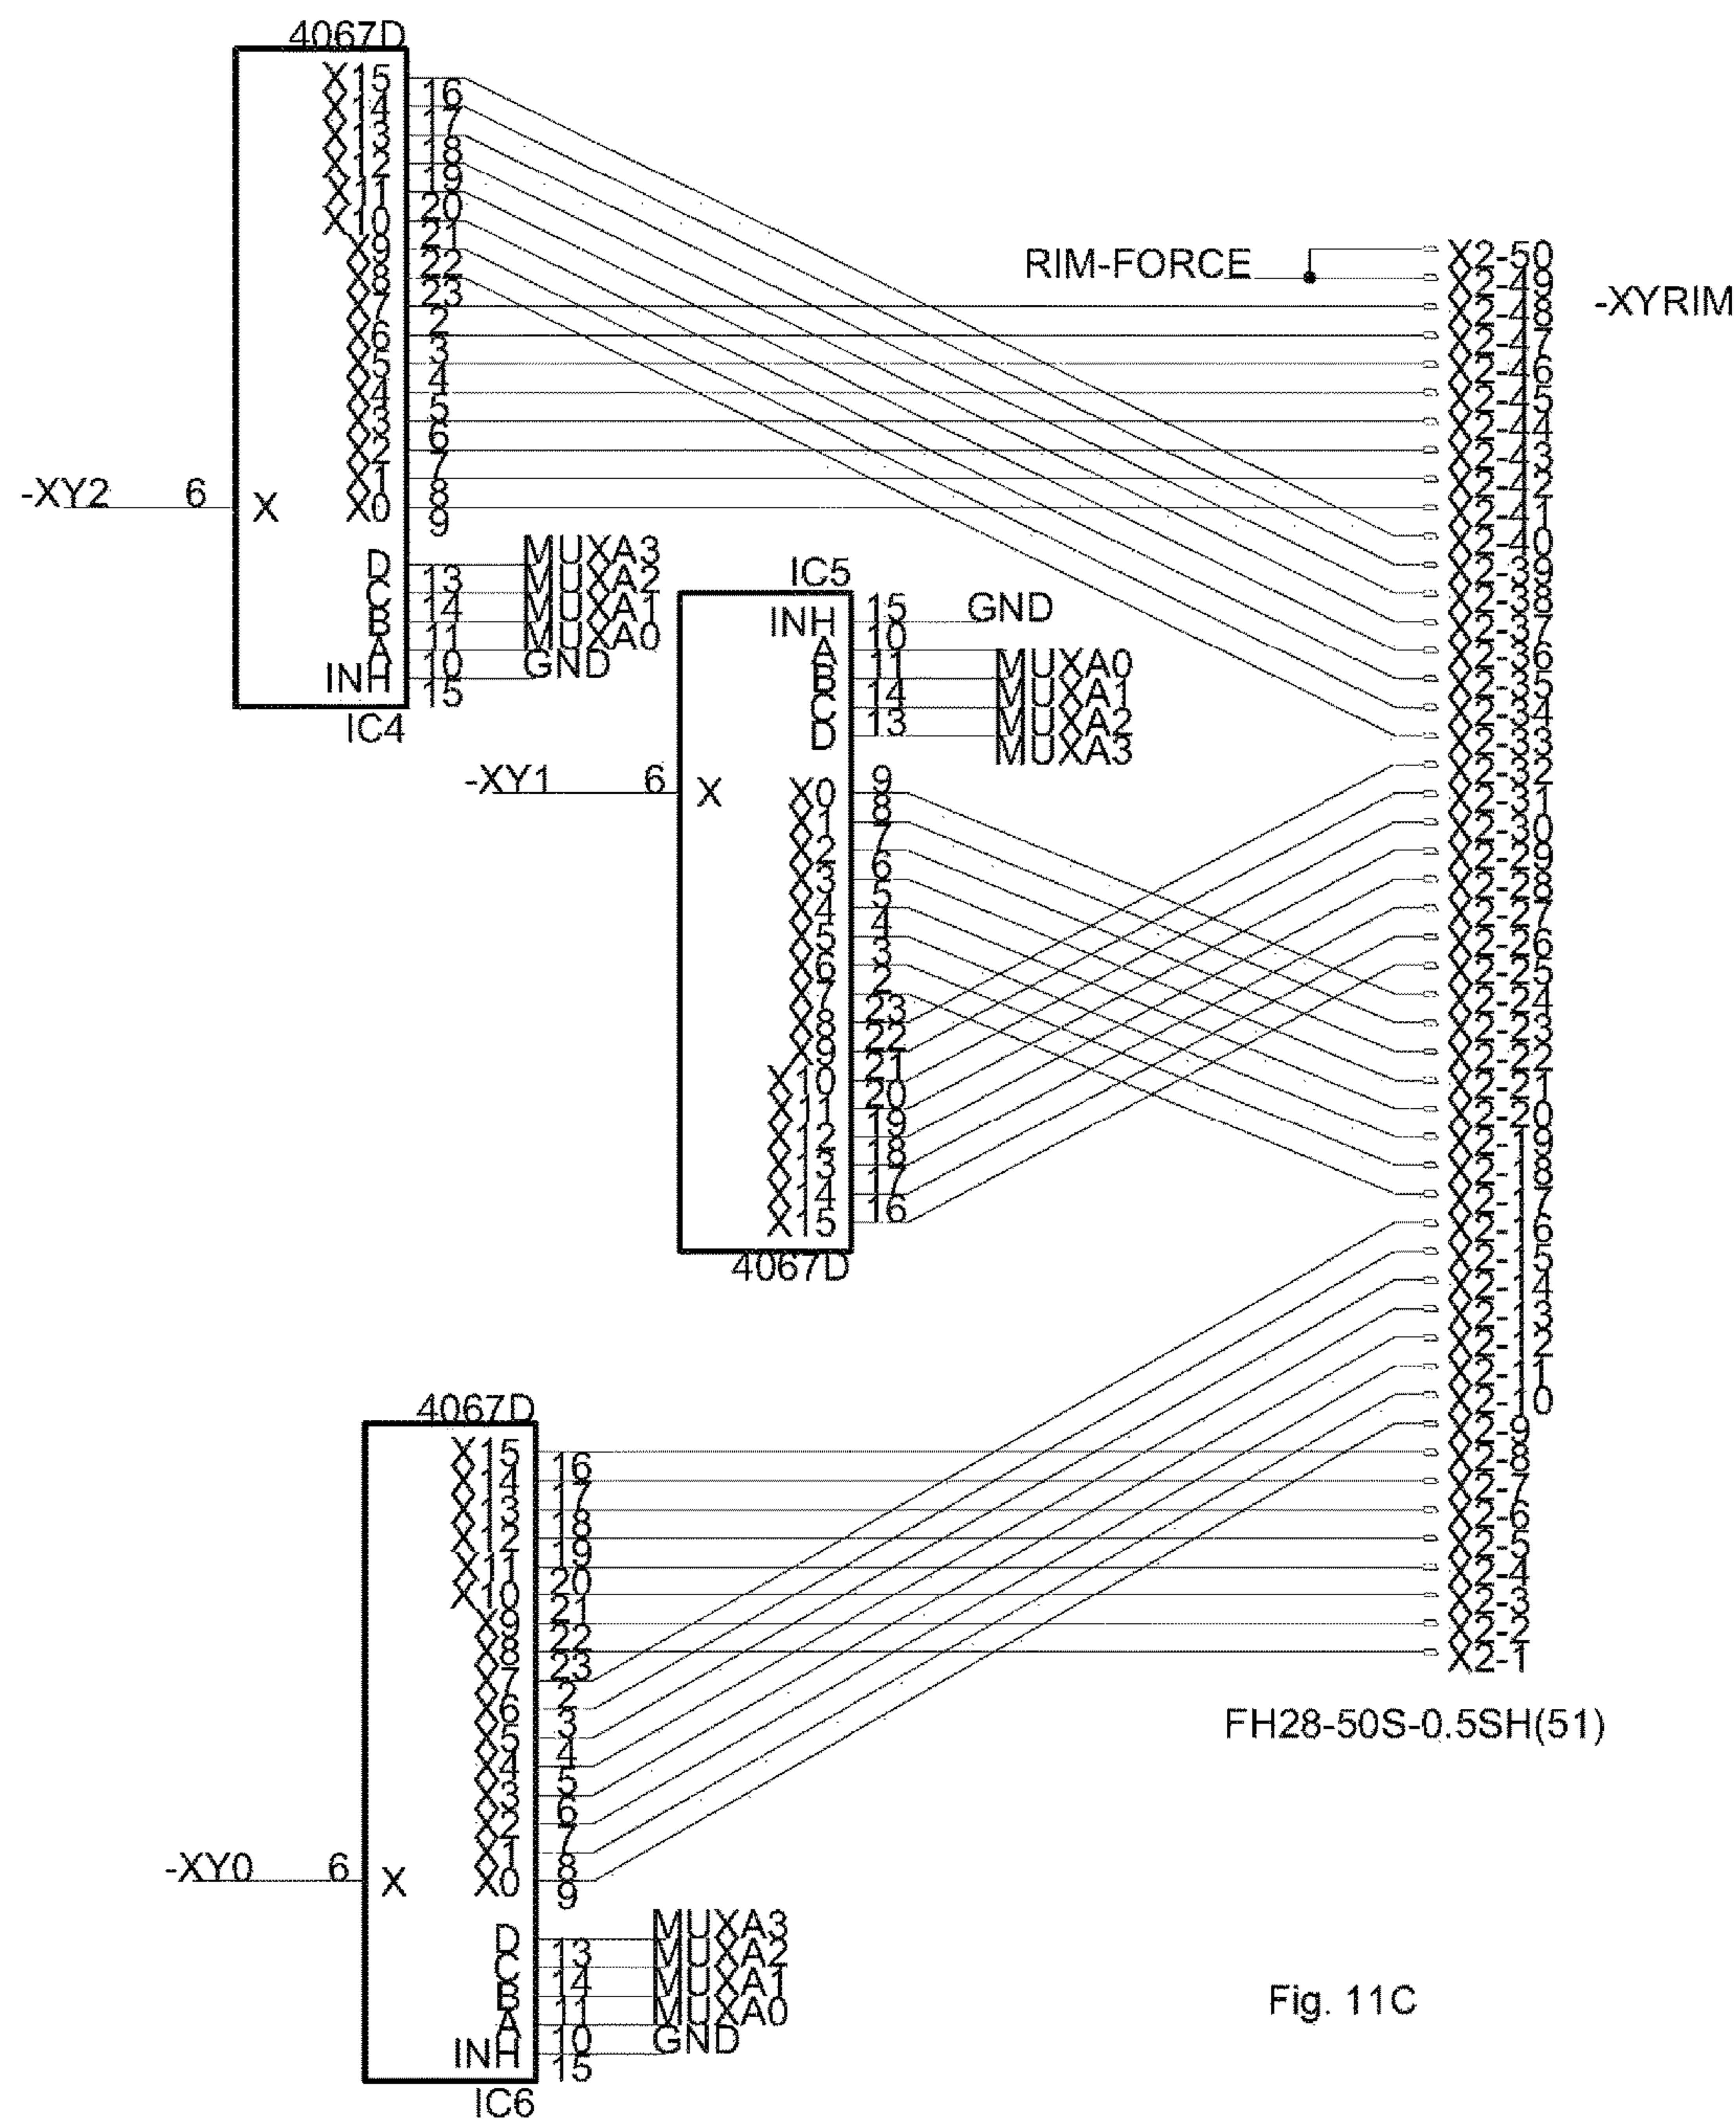 4067D
X15 16
X14 17
X13 18
X12 19
X11 20
X10 21
X9 22
X8 23
X7 2
X6 3
X5 4
X4 5
X3 6
X2 7
X1 8
-XY2 6 X X0 9
D 13 MUXA3
C 14 MUXA2
B 11 MUXA1
A 10 MUXA0
INH 15 GND
IC4
IC5
INH 15 GND
A 10 MUXA0
B 11 MUXA1
C 14 MUXA2
D 13 MUXA3
-XY1 6 X X0 9
X1 8
X2 7
X3 6
X4 5
X5 4
X6 3
X7 2
X8 23
X9 22
X10 21
X11 20
X12 19
X13 18
X14 17
X15 16
4067D
4067D
X15 16
X14 17
X13 18
X12 19
X11 20
X10 21
X9 22
X8 23
X7 2
X6 3
X5 4
X4 5
X3 6
X2 7
X1 8
-XY0 6 X X0 9
D 13 MUXA3
C 14 MUXA2
B 11 MUXA1
A 10 MUXA0
INH 15 GND
IC6
RIM-FORCE
X2-50
X2-49
X2-48
-XYRIM
X2-47
X2-46
X2-45
X2-44
X2-43
X2-42
X2-41
X2-40
X2-39
X2-38
X2-37
X2-36
X2-35
X2-34
X2-33
X2-32
X2-31
X2-30
X2-29
X2-28
X2-27
X2-26
X2-25
X2-24
X2-23
X2-22
X2-21
X2-20
X2-19
X2-18
X2-17
X2-16
X2-15
X2-14
X2-13
X2-12
X2-11
X2-10
X2-9
X2-8
X2-7
X2-6
X2-5
X2-4
X2-3
X2-2
X2-1
FH28-50S-0.5SH(51)
Fig. 11C